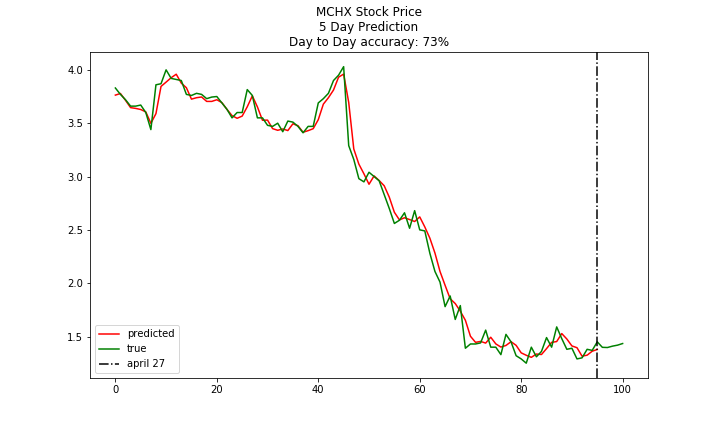 MCHX Stock Price
5 Day Prediction
Day to Day accuracy: 73%
4.0
3.5
3.0
2.5
2.0
1.5
predicted
true
april 27
0
20
40
60
80
100